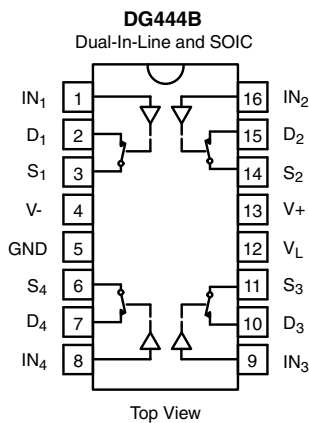 DG444B
Dual-In-Line and SOIC
IN1 1 16 IN2
D1 2 15 D2
S1 3 14 S2
V- 4 13 V+
GND 5 12 VL
S4 6 11 S3
D4 7 10 D3
IN4 8 9 IN3
Top View